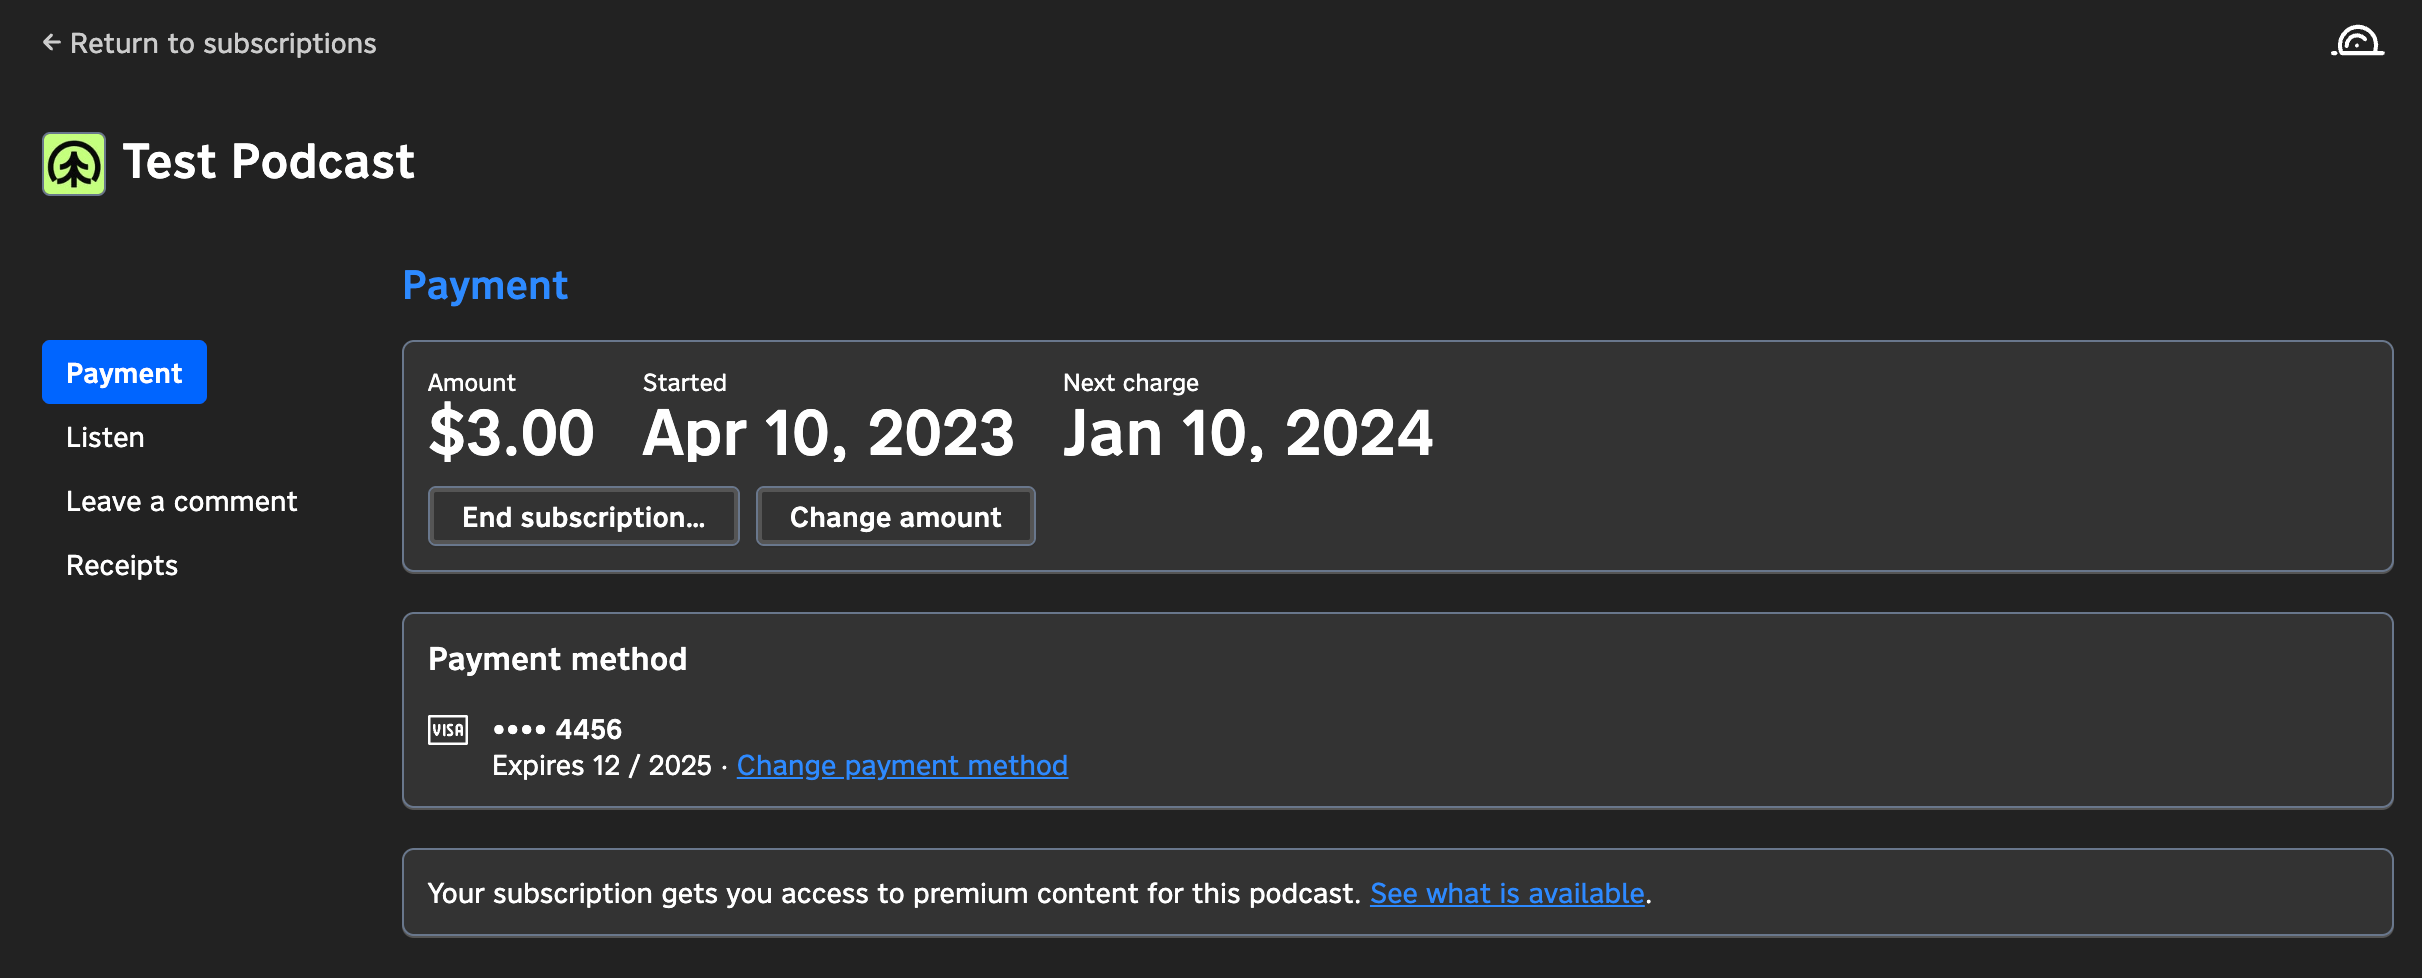 ← Return to subscriptions
Test Podcast
Payment
Payment
Listen
Leave a comment
Receipts
Amount
$3.00
Started
Apr 10, 2023
Next charge
Jan 10, 2024
End subscription...
Change amount
Payment method
VISA •••• 4456
Expires 12 / 2025 · Change payment method
Your subscription gets you access to premium content for this podcast. See what is available.